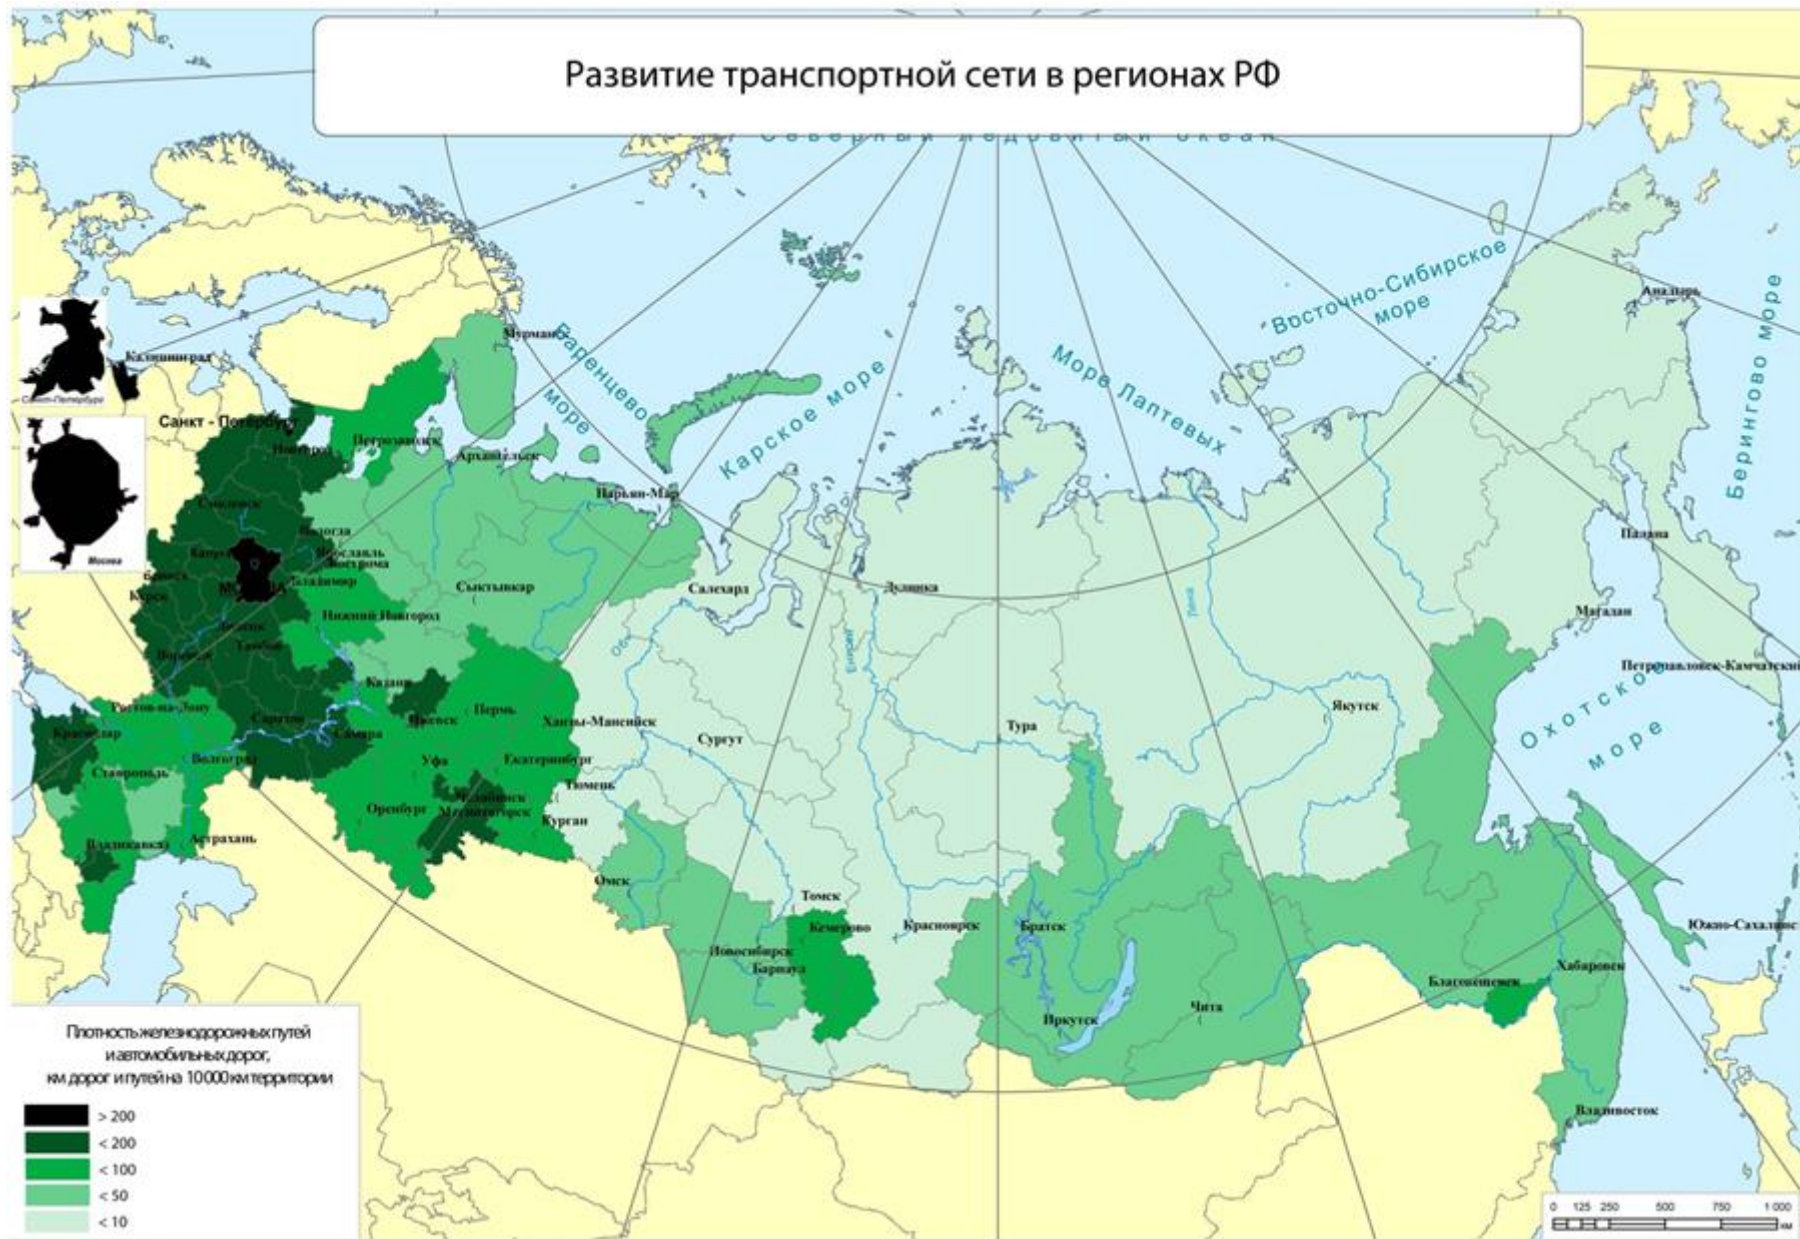 Развитие транспортной сети в регионах РФ
Северный Ледовитый океан
Баренцево
море
Карское море
Море Лаптевых
Восточно-Сибирское
море
Берингово море
Охотское
море
Анадырь
Мурманск
Калининград
Санкт-Петербург
Санкт - Петербург
Новгород
Петрозаводск
Архангельск
Нарьян-Мар
Палана
Смоленск
Москва
Вологда
Калуга
Ярославль
Кострома
Владимир
Брянск
Курск
Сыктывкар
Салехард
Дудинка
Лена
Магадан
Нижний Новгород
Липецк
Тамбов
Воронеж
Обь
Енисей
Петропавловск-Камчатский
Казань
Ростов-на-Дону
Саратов
Ижевск
Пермь
Ханты-Мансийск
Тура
Якутск
Краснодар
Самара
Сургут
Волгоград
Уфа
Екатеринбург
Ставрополь
Тюмень
Челябинск
Оренбург
Магнитогорск
Курган
Владикавказ
Астрахань
Омск
Томск
Кемерово
Красноярск
Братск
Южно-Сахалинск
Новосибирск
Барнаул
Хабаровск
Благовещенск
Чита
Иркутск
Владивосток
Плотность железнодорожных путей
и автомобильных дорог,
км дорог и путей на 10 000 км территории
> 200
< 200
< 100
< 50
< 10
0 125 250 500 750 1 000
км